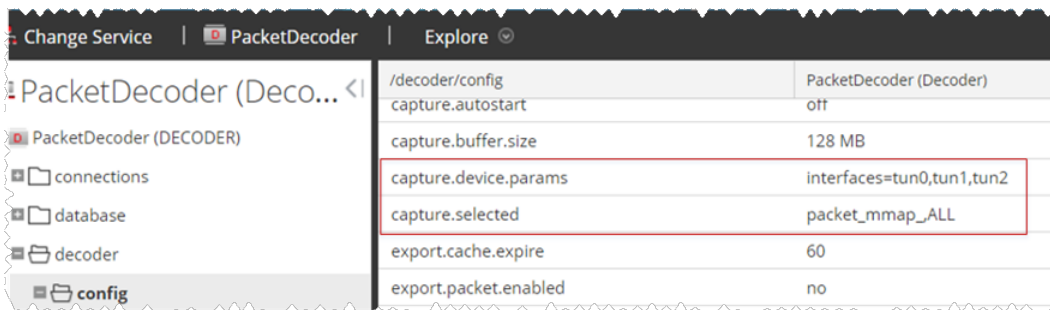 Change Service | PacketDecoder | Explore
PacketDecoder (Deco...
PacketDecoder (DECODER)
connections
database
decoder
config
/decoder/config PacketDecoder (Decoder)
capture.autostart off
capture.buffer.size 128 MB
capture.device.params interfaces=tun0,tun1,tun2
capture.selected packet_mmap_,ALL
export.cache.expire 60
export.packet.enabled no